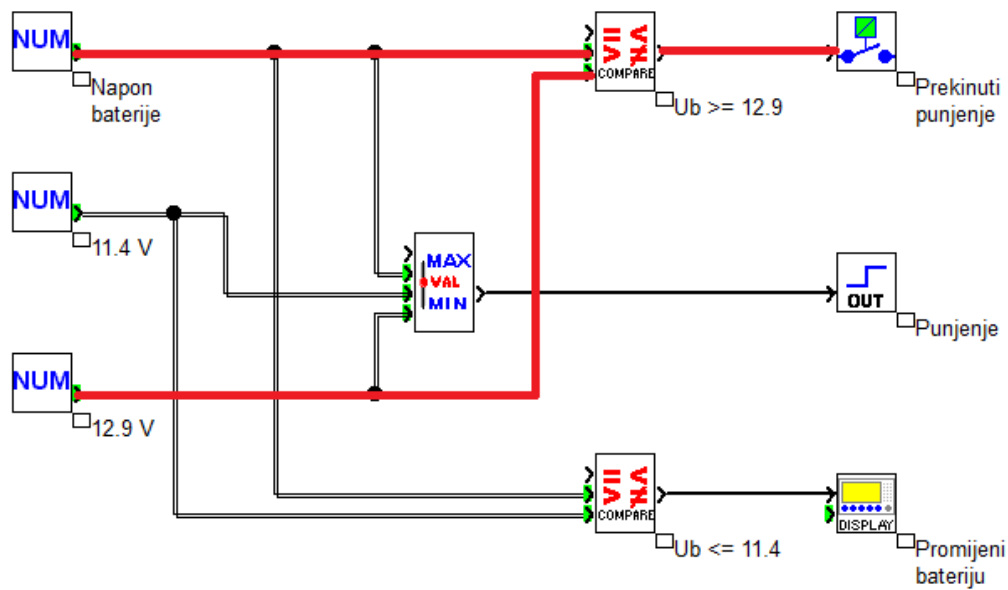 NUM
Napon
baterije
COMPARE
Ub >= 12.9
Prekinuti
punjenje
NUM
11.4 V
MAX
VAL
MIN
OUT
Punjenje
NUM
12.9 V
COMPARE
Ub <= 11.4
DISPLAY
Promijeni
bateriju